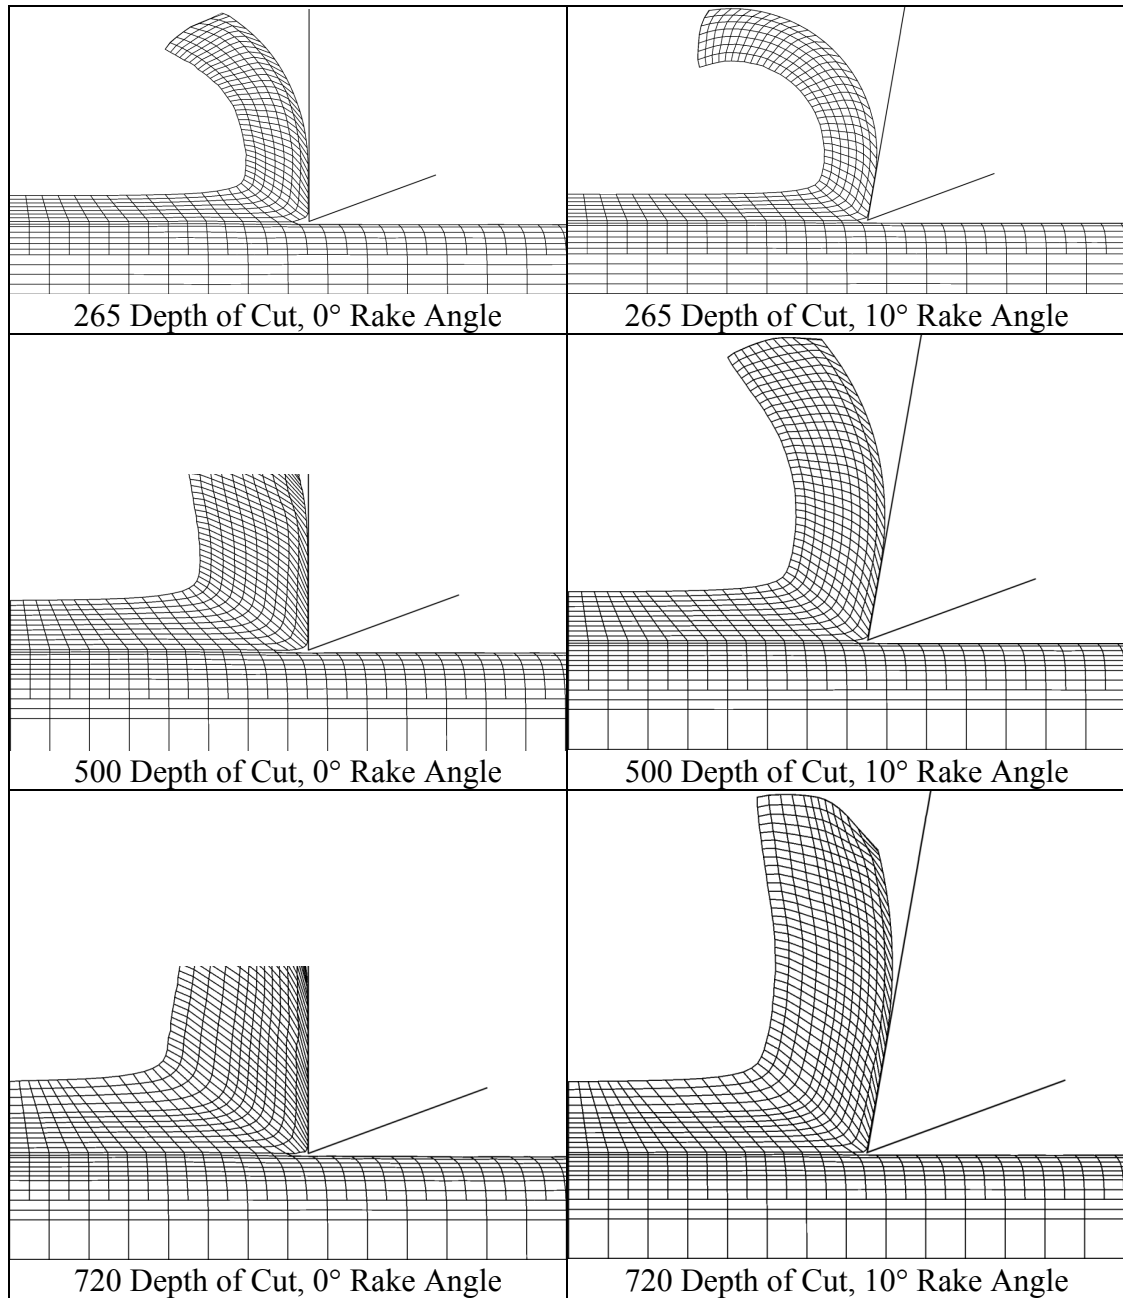 265 Depth of Cut, 0° Rake Angle
265 Depth of Cut, 10° Rake Angle
500 Depth of Cut, 0° Rake Angle
500 Depth of Cut, 10° Rake Angle
720 Depth of Cut, 0° Rake Angle
720 Depth of Cut, 10° Rake Angle